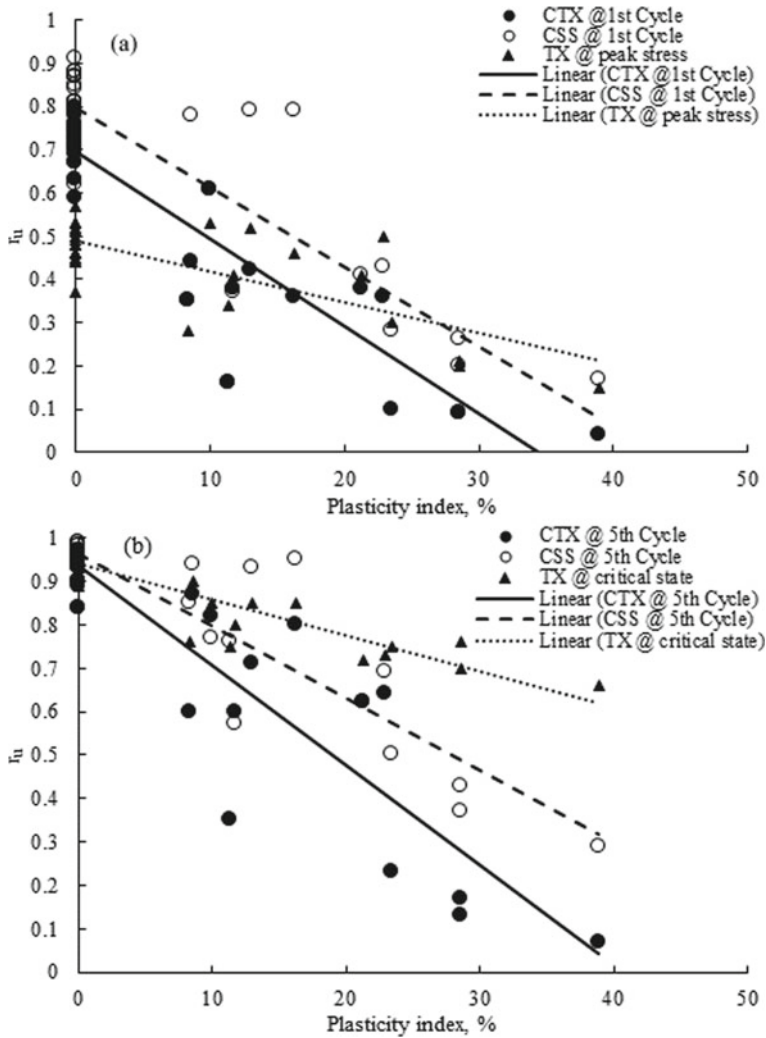 (a)
CTX @1st Cycle
CSS @ 1st Cycle
TX @ peak stress
Linear (CTX @1st Cycle)
Linear (CSS @ 1st Cycle)
Linear (TX @ peak stress)
1
0.9
0.8
0.7
0.6
0.5
0.4
0.3
0.2
0.1
0
ru
0 10 20 30 40 50
Plasticity index, %
(b)
CTX @ 5th Cycle
CSS @ 5th Cycle
TX @ critical state
Linear (CTX @ 5th Cycle)
Linear (CSS @ 5th Cycle)
Linear (TX @ critical state)
1
0.9
0.8
0.7
0.6
0.5
0.4
0.3
0.2
0.1
0
ru
0 10 20 30 40 50
Plasticity index, %